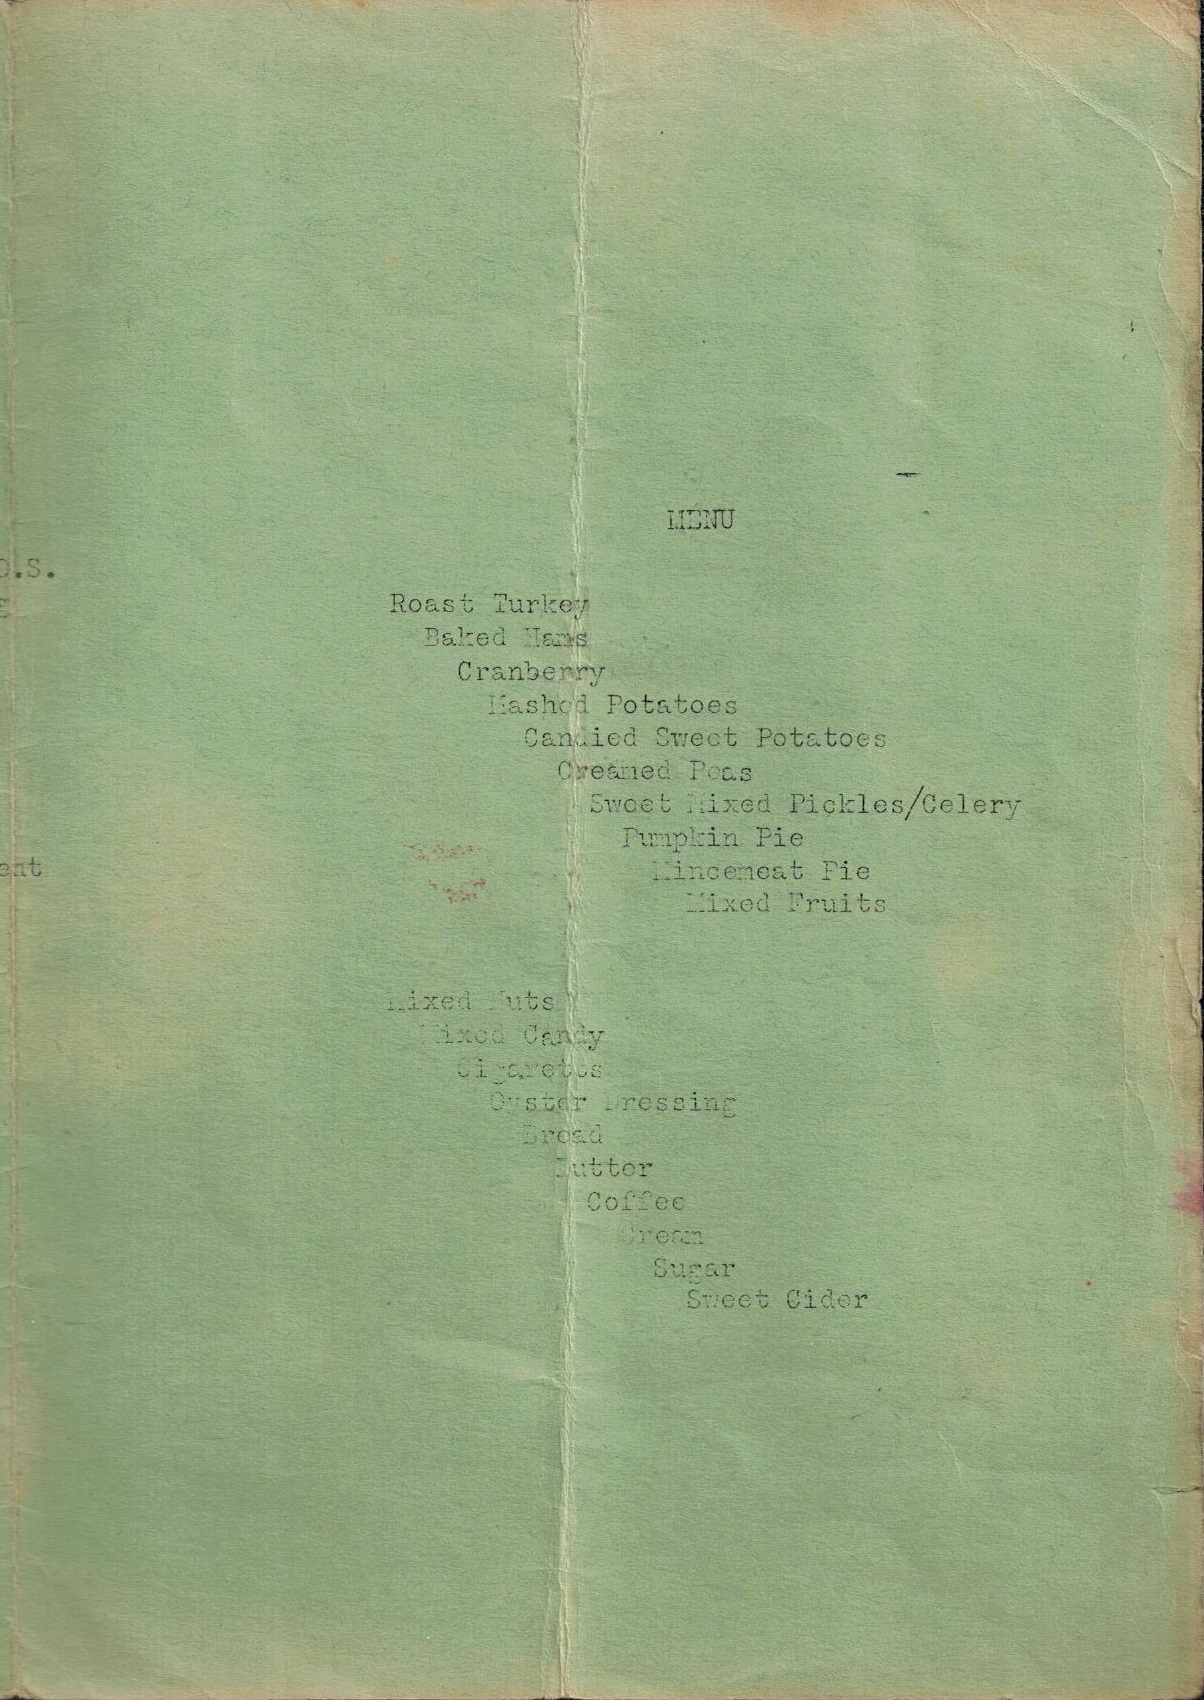 MENU
O.S.
g
Roast Turkey
Baked Hams
Cranberry
Mashed Potatoes
Candied Sweet Potatoes
Creamed Peas
Sweet Mixed Pickles/Celery
Pumpkin Pie
ent
Mincemeat Pie
Mixed Fruits
Mixed Nuts
Mixed Candy
Cigarettes
Oyster Dressing
Bread
Butter
Coffee
Cream
Sugar
Sweet Cider